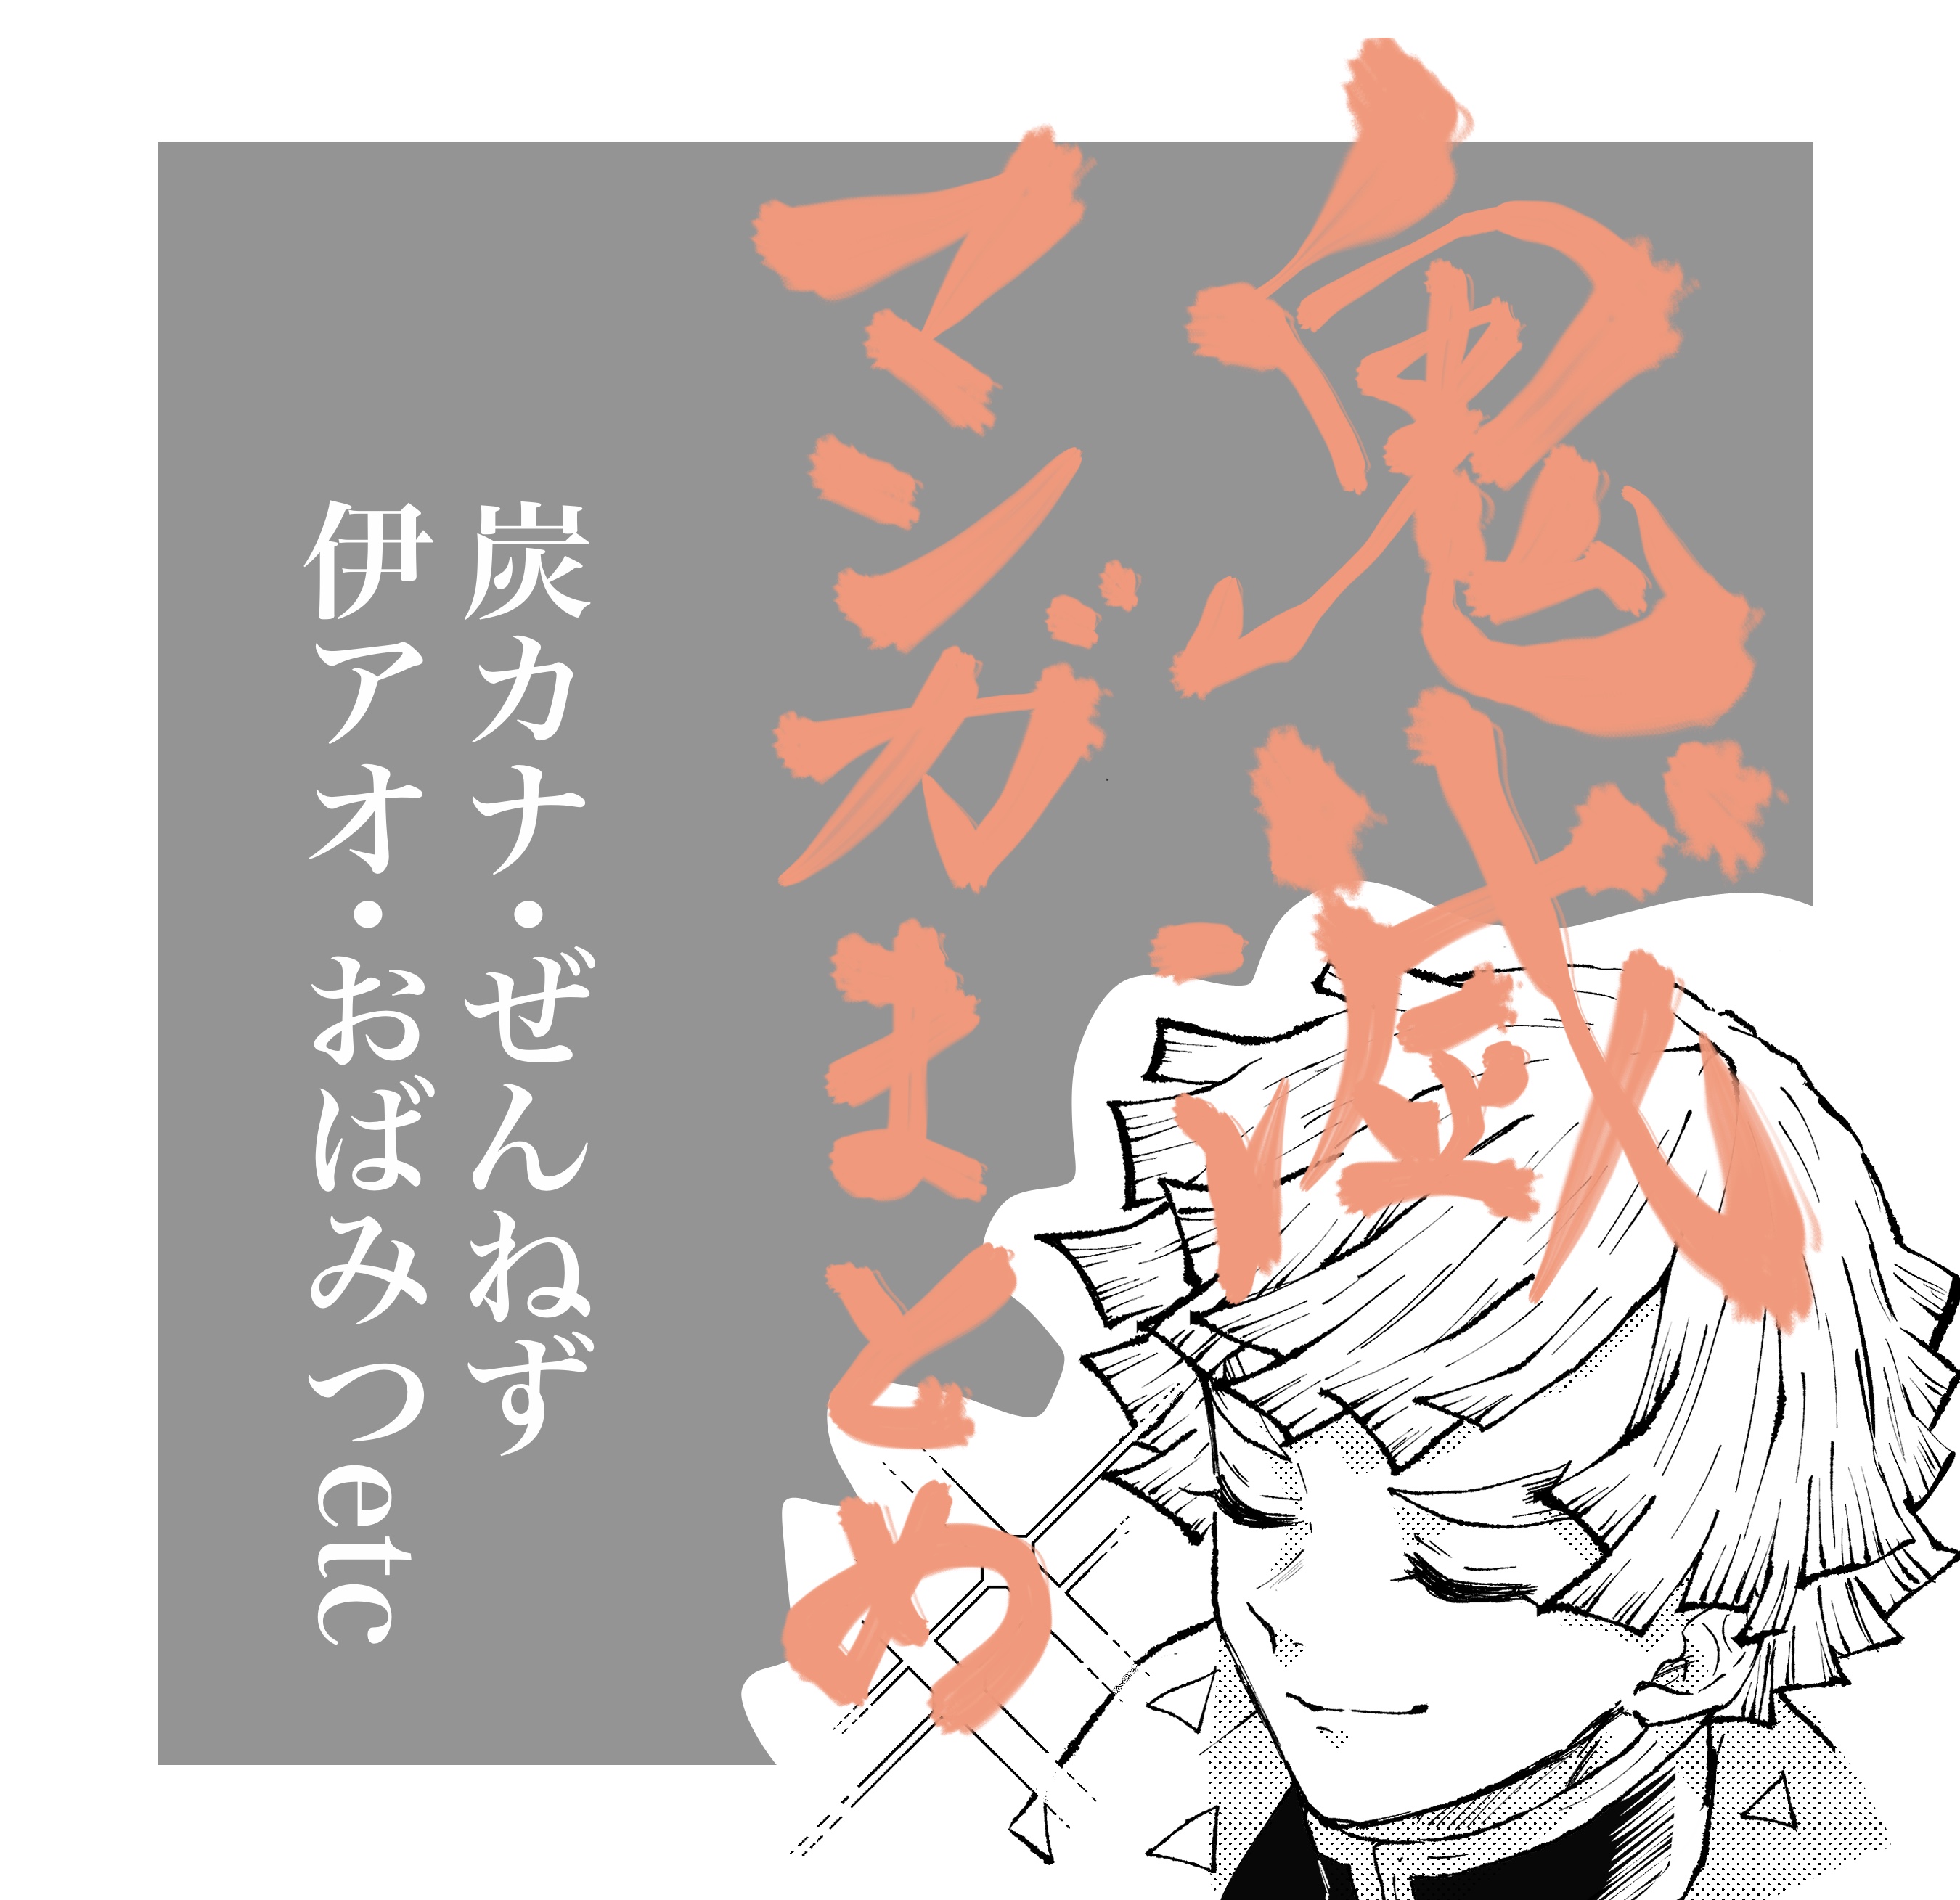 鬼滅
マンガまとめ
炭カナ・ぜんねず
伊アオ・おばみつetc